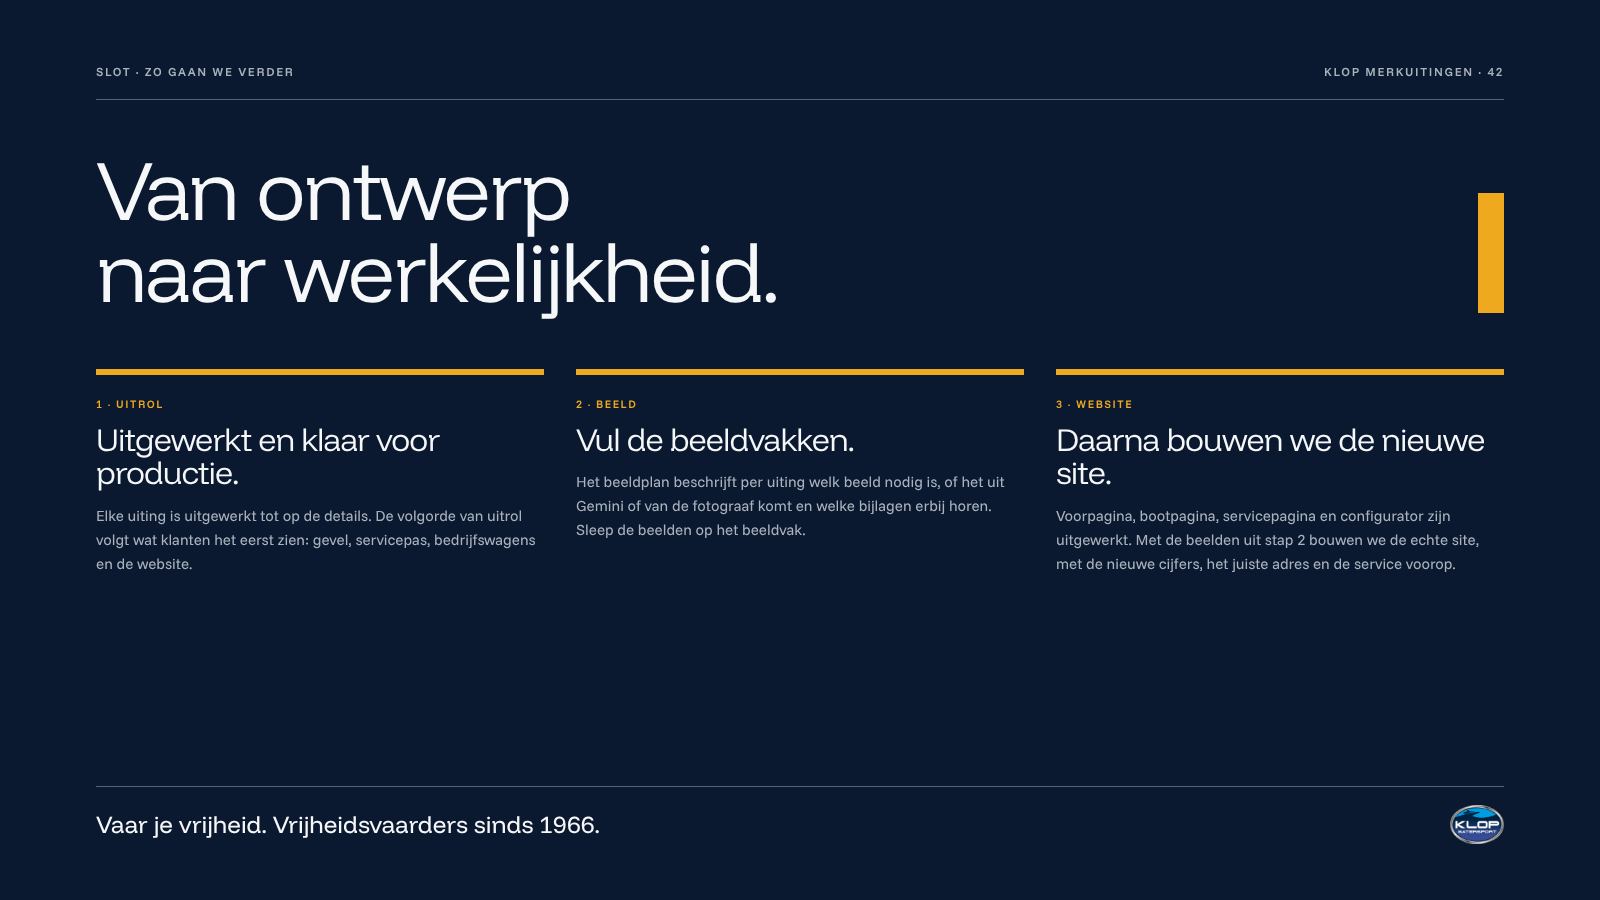 SLOT · ZO GAAN WE VERDER
KLOP MERKUITINGEN · 42
Van ontwerp
naar werkelijkheid.
1 · UITROL
Uitgewerkt en klaar voor
productie.
Elke uiting is uitgewerkt tot op de details. De volgorde van uitrol
volgt wat klanten het eerst zien: gevel, servicepas, bedrijfswagens
en de website.
2 · BEELD
Vul de beeldvakken.
Het beeldplan beschrijft per uiting welk beeld nodig is, of het uit
Gemini of van de fotograaf komt en welke bijlagen erbij horen.
Sleep de beelden op het beeldvak.
3 · WEBSITE
Daarna bouwen we de nieuwe
site.
Voorpagina, bootpagina, servicepagina en configurator zijn
uitgewerkt. Met de beelden uit stap 2 bouwen we de echte site,
met de nieuwe cijfers, het juiste adres en de service voorop.
Vaar je vrijheid. Vrijheidsvaarders sinds 1966.
KLOP
WATERSPORT